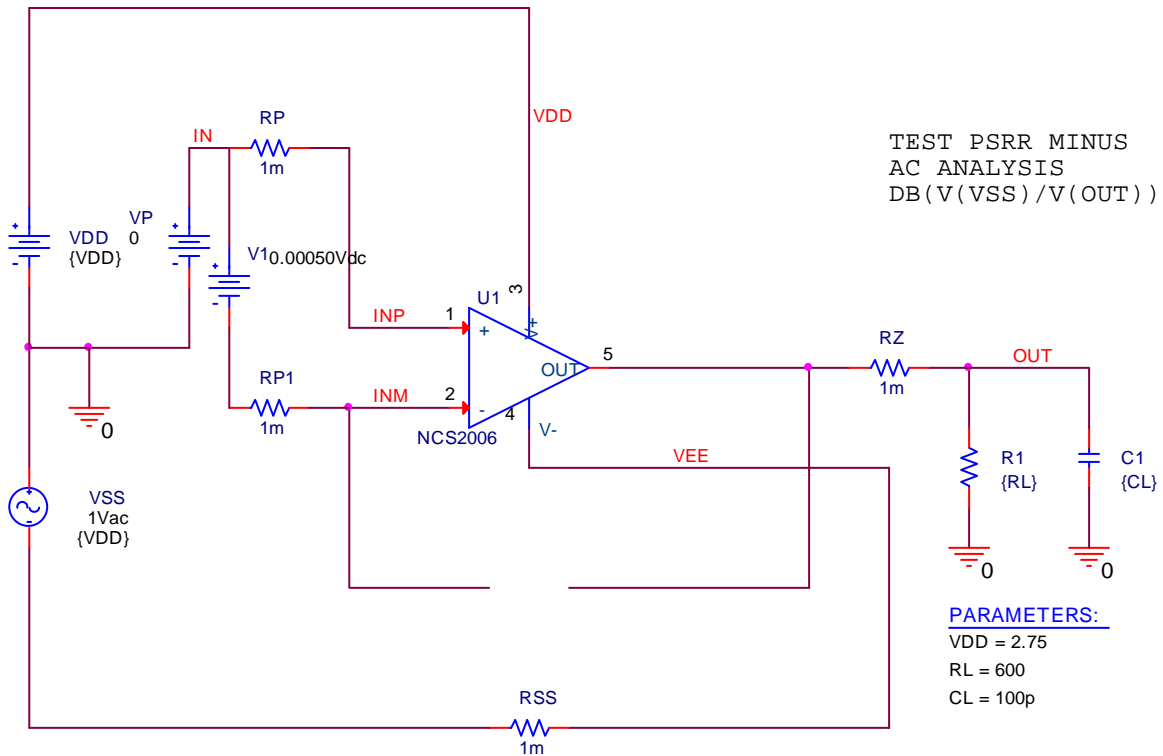 VDD
TEST PSRR MINUS
AC ANALYSIS
DB(V(VSS)/V(OUT))
IN
RP
1m
VDD
{VDD}
+
-
VP
0
+
-
V1
0.00050Vdc
+
-
U1
3
V+
INP
1
+
OUT
5
RZ
1m
OUT
RP1
1m
INM
2
-
4
V-
NCS2006
VEE
R1
{RL}
C1
{CL}
0
VSS
1Vac
{VDD}
+
-
0
0
PARAMETERS:
VDD = 2.75
RL = 600
CL = 100p
RSS
1m